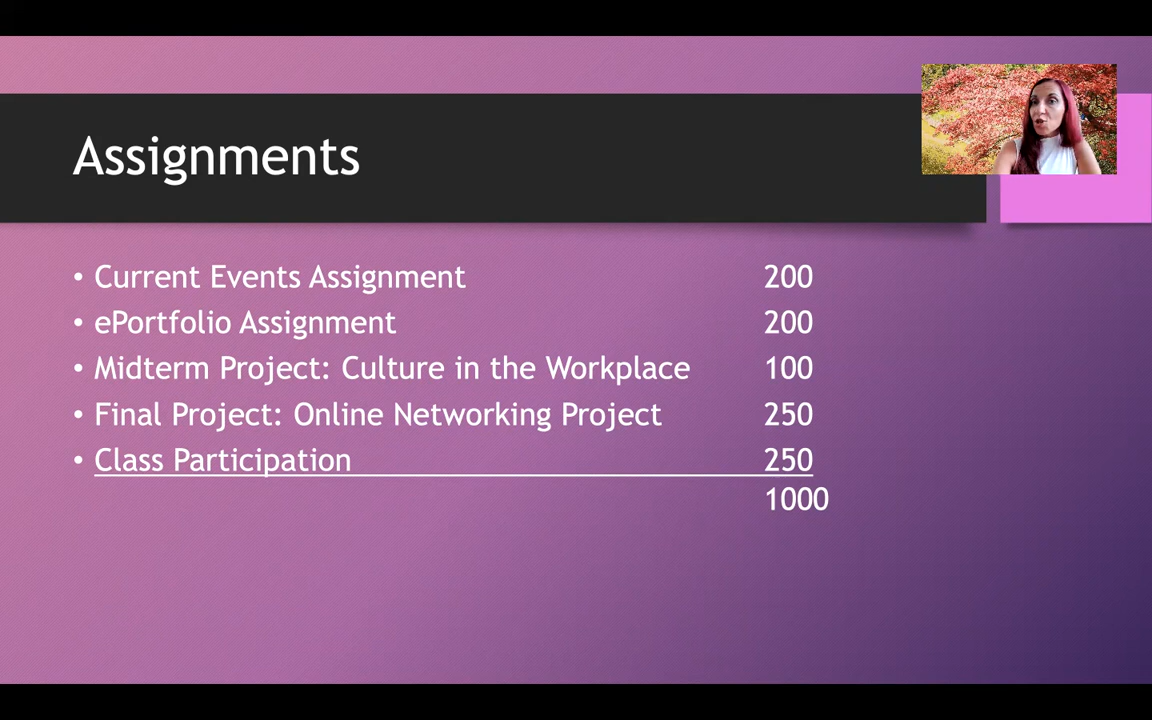 Assignments
• Current Events Assignment 200
• ePortfolio Assignment 200
• Midterm Project: Culture in the Workplace 100
• Final Project: Online Networking Project 250
• Class Participation 250
1000